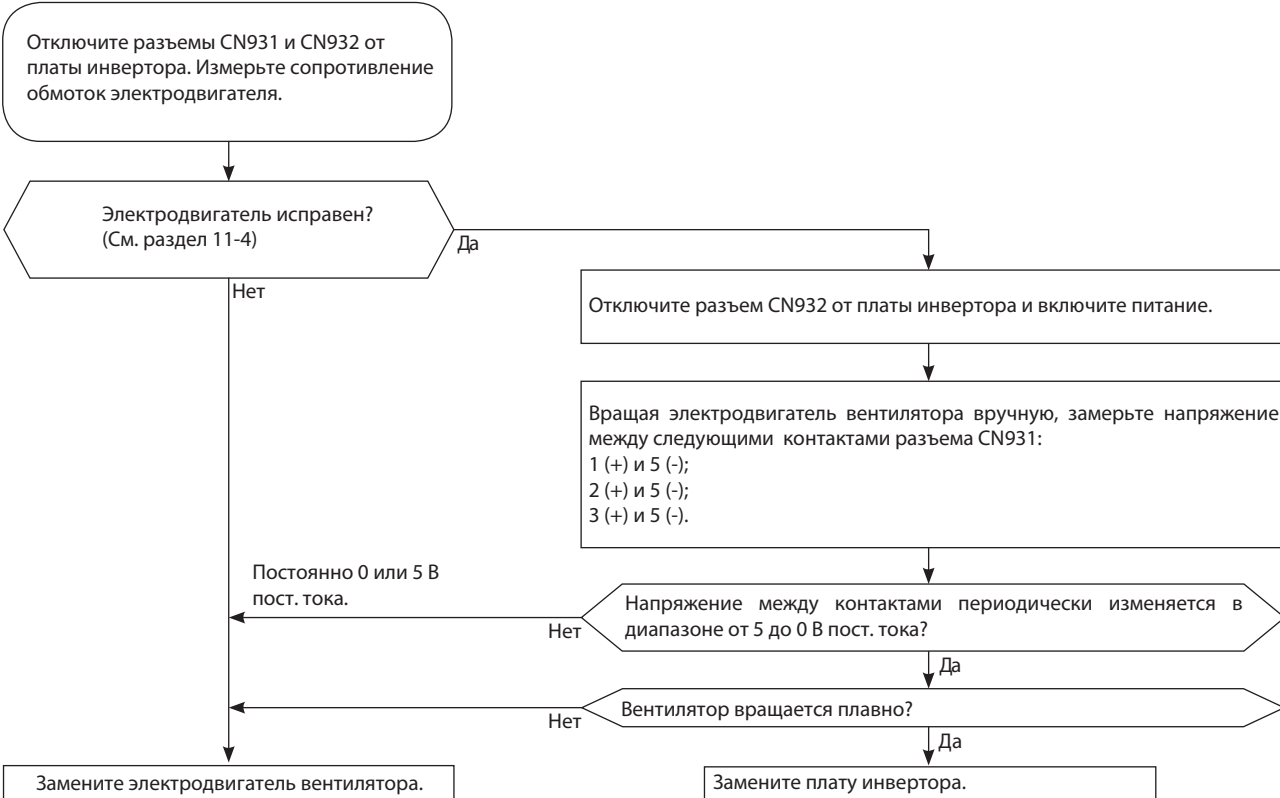 Отключите разъемы CN931 и CN932 от
платы инвертора. Измерьте сопротивление
обмоток электродвигателя.
Электродвигатель исправен?
(См. раздел 11-4)
Да
Нет
Отключите разъем CN932 от платы инвертора и включите питание.
Вращая электродвигатель вентилятора вручную, замерьте напряжение
между следующими контактами разъема CN931:
1 (+) и 5 (-);
2 (+) и 5 (-);
3 (+) и 5 (-).
Постоянно 0 или 5 В
пост. тока.
Напряжение между контактами периодически изменяется в
диапазоне от 5 до 0 В пост. тока?
Нет
Да
Вентилятор вращается плавно?
Нет
Да
Замените электродвигатель вентилятора.
Замените плату инвертора.